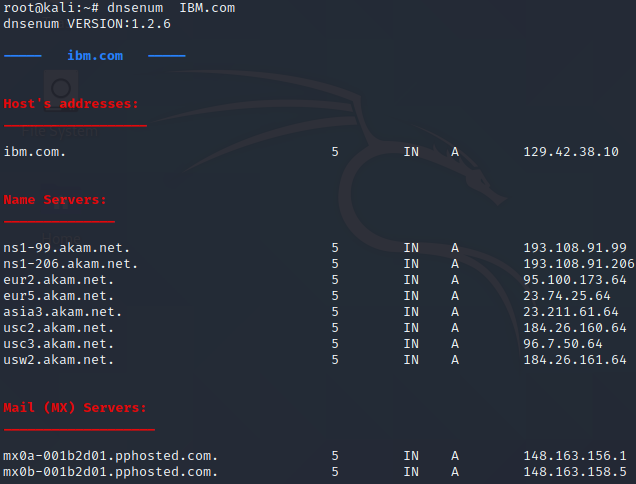 root@kali:~# dnsenum  IBM.com
dnsenum VERSION:1.2.6
-----   ibm.com   -----
Host's addresses:
ibm.com. 5 IN A 129.42.38.10
Name Servers:
ns1-99.akam.net. 5 IN A 193.108.91.99
ns1-206.akam.net. 5 IN A 193.108.91.206
eur2.akam.net. 5 IN A 95.100.173.64
eur5.akam.net. 5 IN A 23.74.25.64
asia3.akam.net. 5 IN A 23.211.61.64
usc2.akam.net. 5 IN A 184.26.160.64
usc3.akam.net. 5 IN A 96.7.50.64
usw2.akam.net. 5 IN A 184.26.161.64
Mail (MX) Servers:
mx0a-001b2d01.pphosted.com. 5 IN A 148.163.156.1
mx0b-001b2d01.pphosted.com. 5 IN A 148.163.158.5